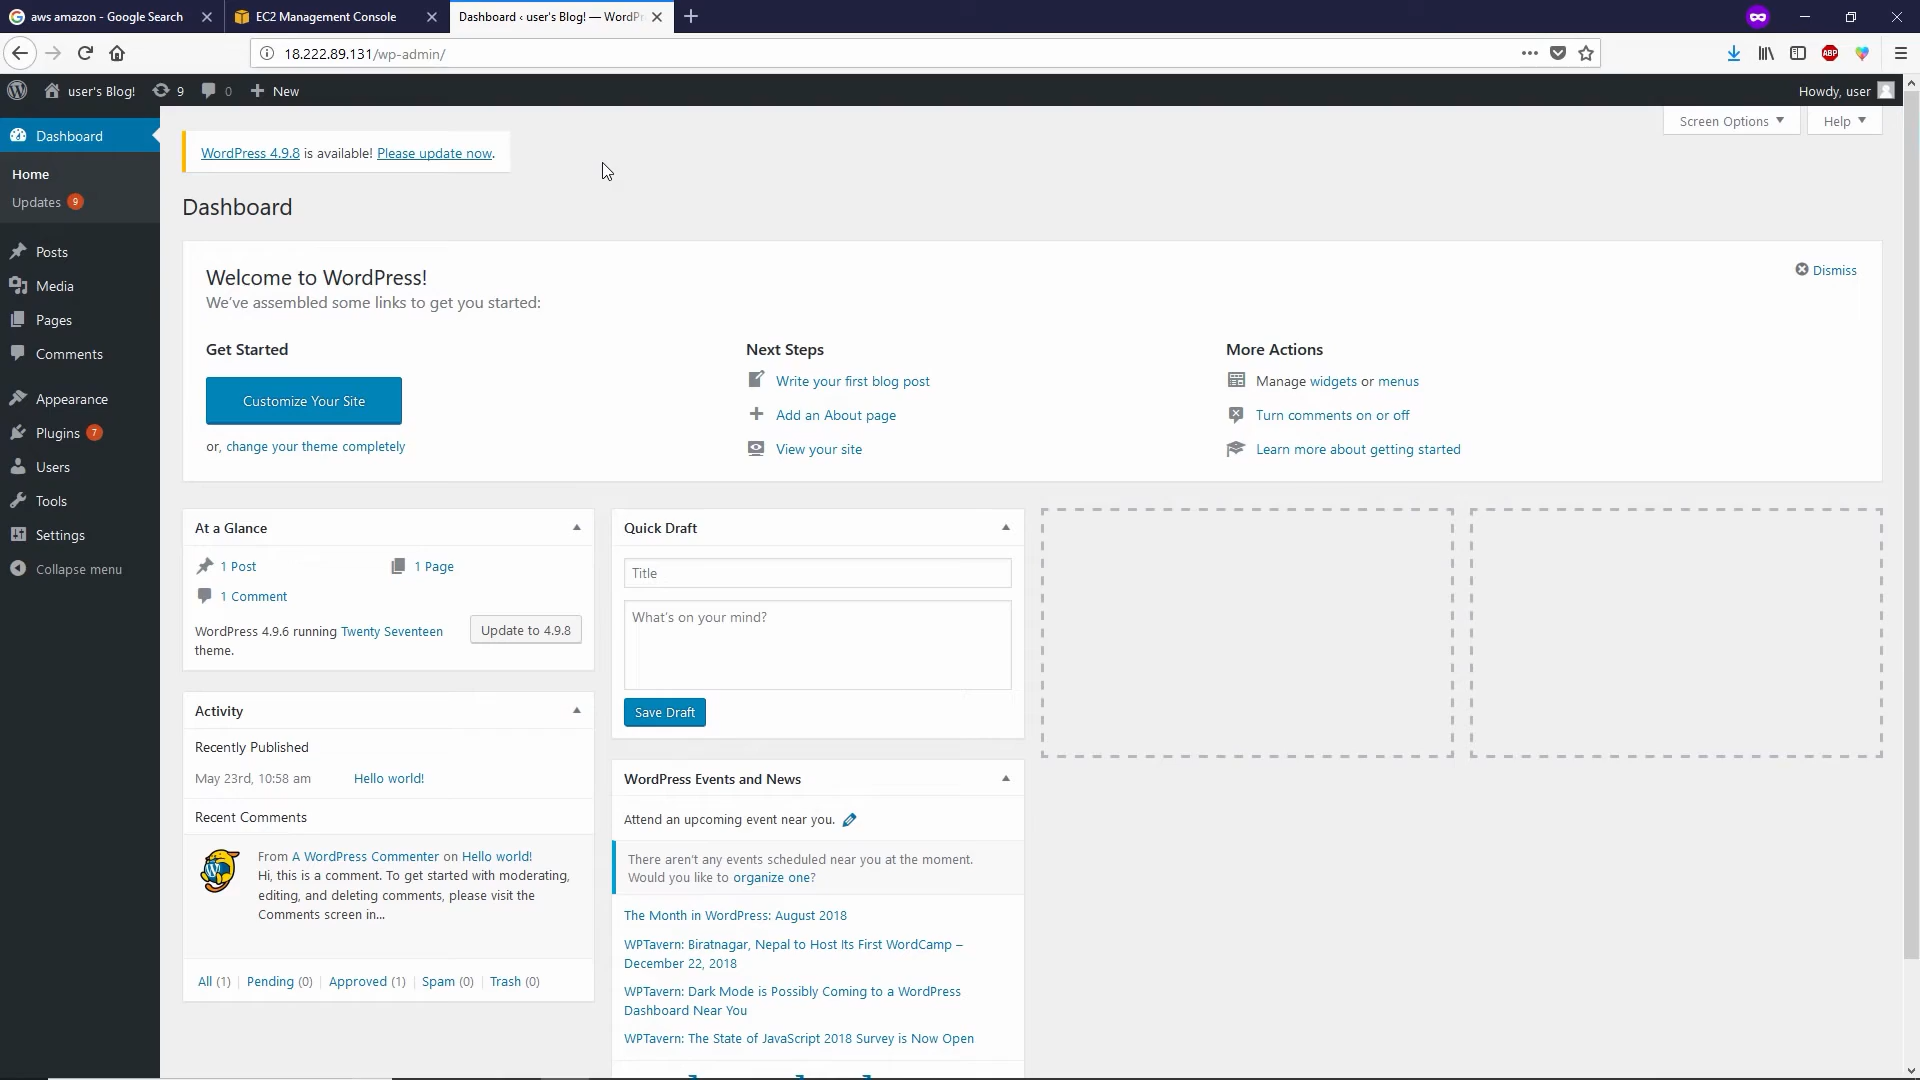 aws amazon - Google Search
EC2 Management Console
Dashboard ‹ user's Blog! — WordPr
18.222.89.131/wp-admin/
ABP
user's Blog!
9
0
New
Howdy, user
Dashboard
Home
Updates 9
Posts
Media
Pages
Comments
Appearance
Plugins 7
Users
Tools
Settings
Collapse menu
Screen Options
Help
WordPress 4.9.8 is available! Please update now.
Dashboard
Welcome to WordPress!
We've assembled some links to get you started:
Dismiss
Get Started
Customize Your Site
or, change your theme completely
Next Steps
Write your first blog post
Add an About page
View your site
More Actions
Manage widgets or menus
Turn comments on or off
Learn more about getting started
At a Glance
1 Post
1 Page
1 Comment
WordPress 4.9.6 running Twenty Seventeen
theme.
Update to 4.9.8
Activity
Recently Published
May 23rd, 10:58 am
Hello world!
Recent Comments
From A WordPress Commenter on Hello world!
Hi, this is a comment. To get started with moderating,
editing, and deleting comments, please visit the
Comments screen in...
All (1) | Pending (0) | Approved (1) | Spam (0) | Trash (0)
Quick Draft
Title
What's on your mind?
Save Draft
WordPress Events and News
Attend an upcoming event near you.
There aren't any events scheduled near you at the moment.
Would you like to organize one?
The Month in WordPress: August 2018
WPTavern: Biratnagar, Nepal to Host Its First WordCamp –
December 22, 2018
WPTavern: Dark Mode is Possibly Coming to a WordPress
Dashboard Near You
WPTavern: The State of JavaScript 2018 Survey is Now Open